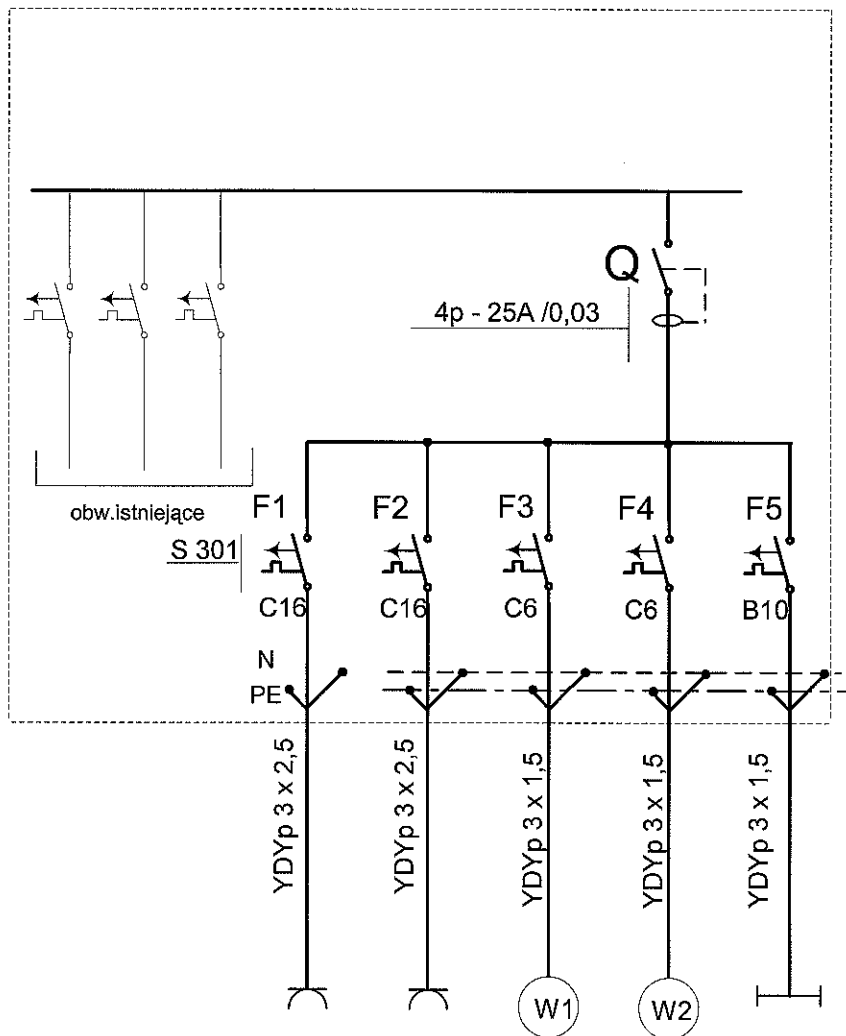 Q
4p - 25A /0,03
obw.istniejące
F1 F2 F3 F4 F5
S 301
C16 C16 C6 C6 B10
N
PE
YDYp 3 x 2,5
YDYp 3 x 2,5
YDYp 3 x 1,5
YDYp 3 x 1,5
YDYp 3 x 1,5
W1 W2